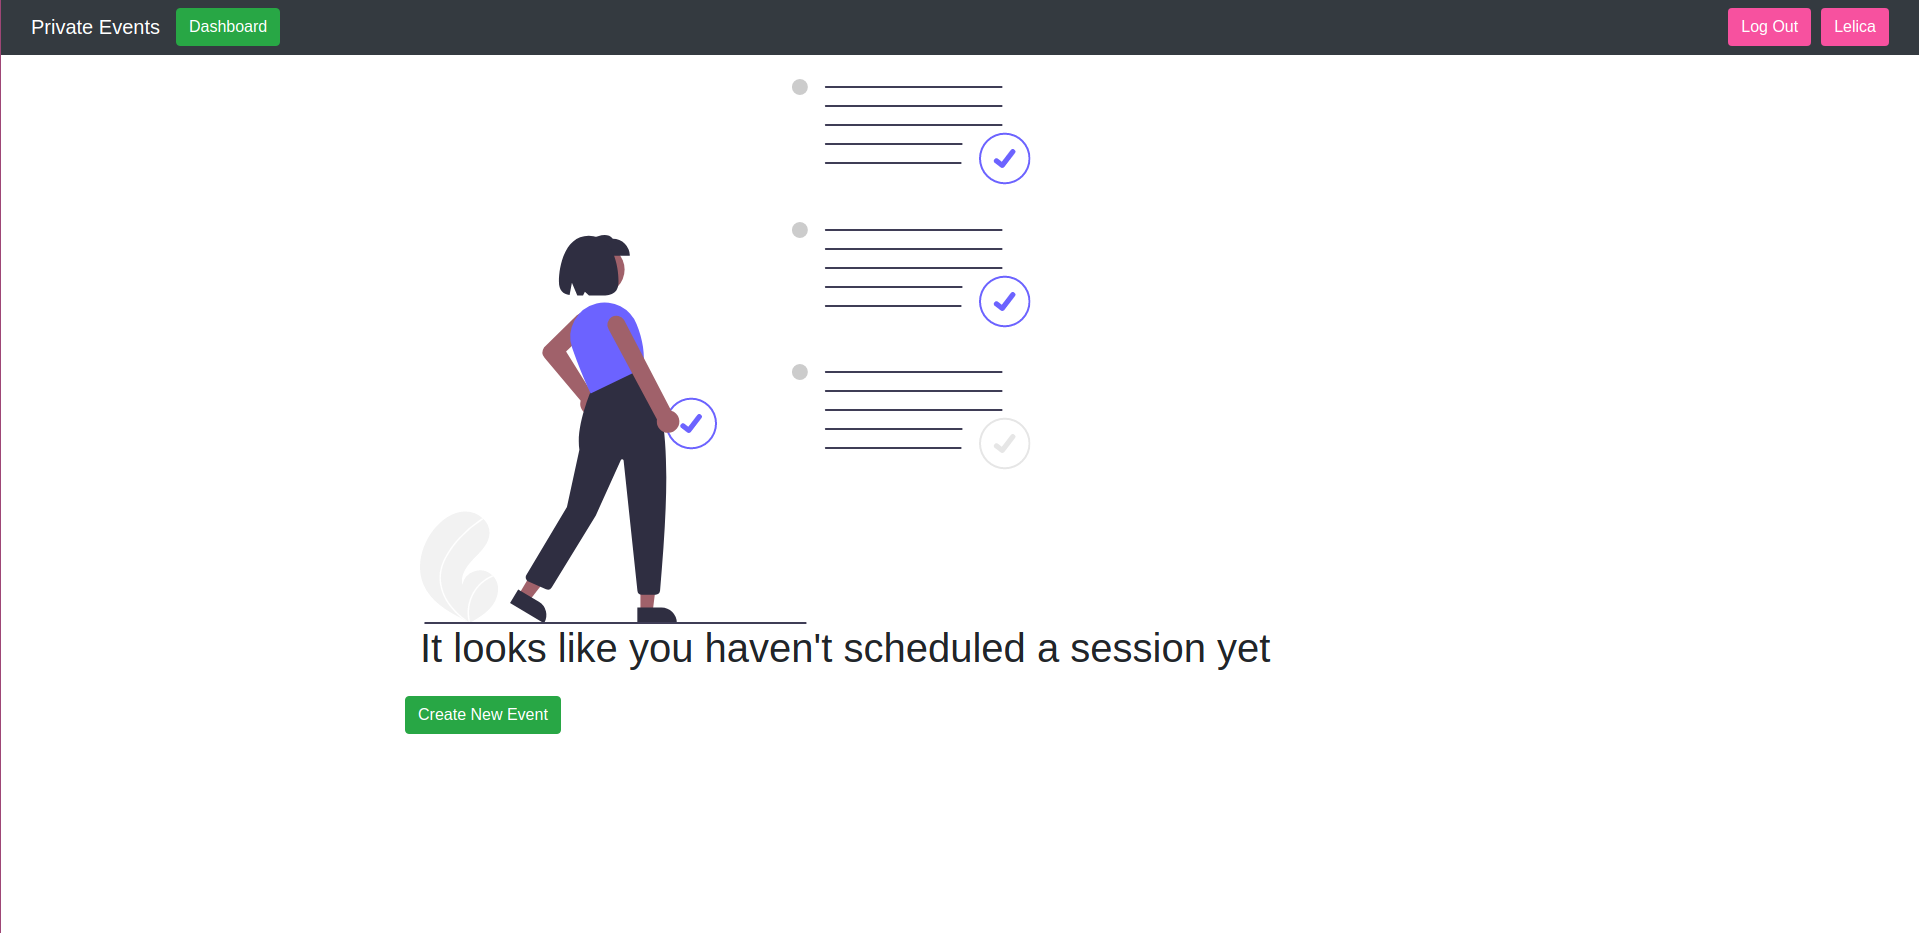 Private Events Dashboard Log Out Lelica
It looks like you haven't scheduled a session yet
Create New Event